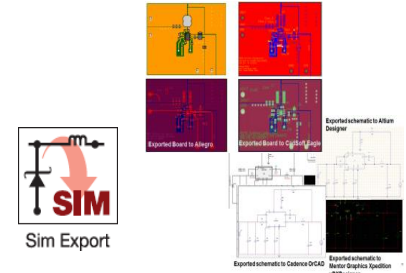 Exported Board to Allegro
Exported Board to CadSoft Eagle
Exported schematic to Altium
Designer
SIM
Sim Export
Exported schematic to Cadence OrCAD
Exported schematic to
Mentor Graphics Xpedition